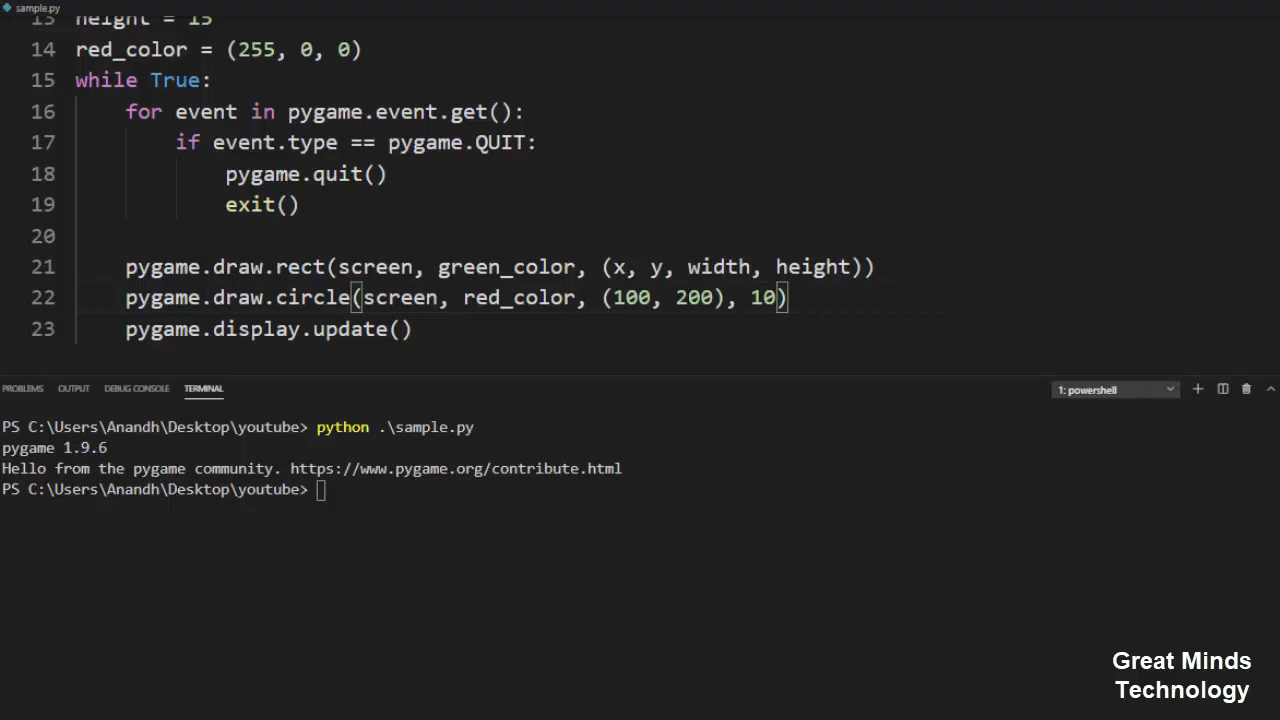 sample.py
13 height = 15
14 red_color = (255, 0, 0)
15 while True:
16 for event in pygame.event.get():
17 if event.type == pygame.QUIT:
18 pygame.quit()
19 exit()
20
21 pygame.draw.rect(screen, green_color, (x, y, width, height))
22 pygame.draw.circle(screen, red_color, (100, 200), 10)
23 pygame.display.update()
PROBLEMS OUTPUT DEBUG CONSOLE TERMINAL 1: powershell
PS C:\Users\Anandh\Desktop\youtube> python .\sample.py
pygame 1.9.6
Hello from the pygame community. https://www.pygame.org/contribute.html
PS C:\Users\Anandh\Desktop\youtube>
Great Minds
Technology